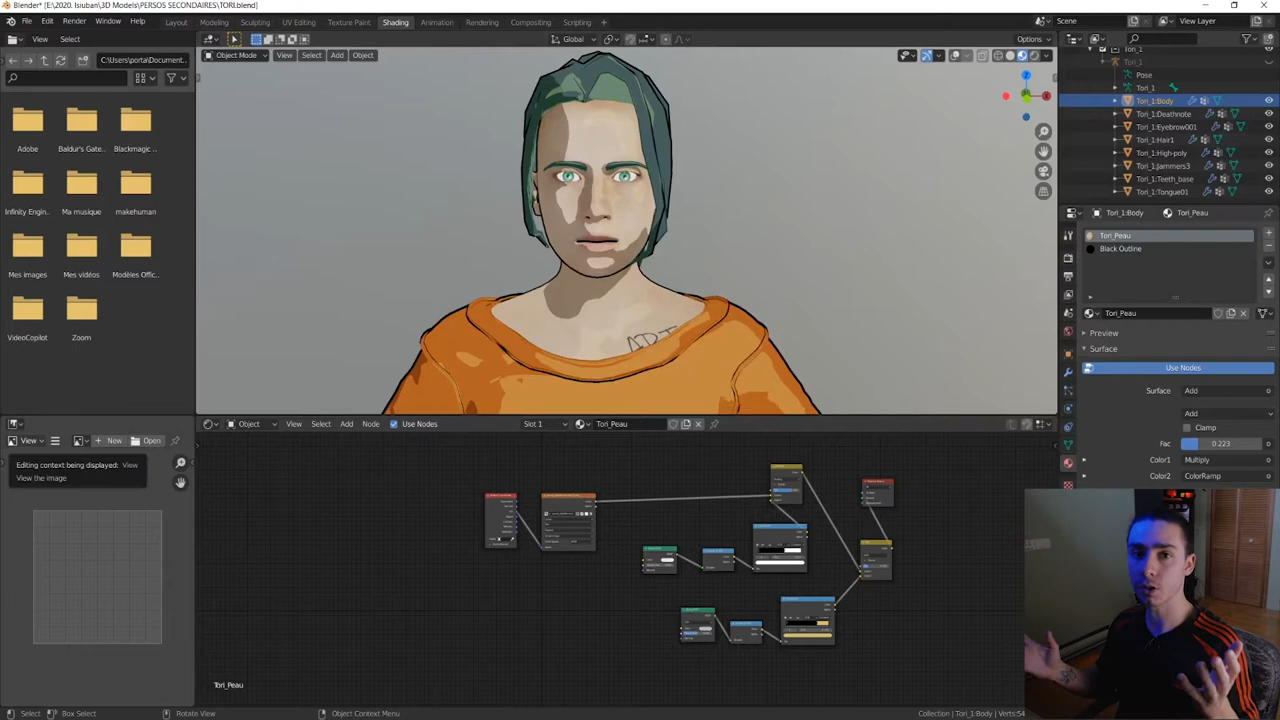 Blender* [E:\2020. Isiuban\3D Models\PERSOS SECONDAIRES\TORI.blend]
File Edit Render Window Help Layout Modeling Sculpting UV Editing Texture Paint Shading Animation Rendering Compositing Scripting Scene View Layer
View Select Global Options
C:\users\porta\Document... Object Mode View Select Add Object
Tori_1
Tori_1
Pose
Tori_1
Tori_1:Body
Tori_1:Deathnote
Tori_1:Eyebrow001
Tori_1:Hair1
Tori_1:High-poly
Tori_1:Jammers3
Tori_1:Teeth_base
Tori_1:Tongue01
Adobe Baldur's Gate... Blackmagic ...
Infinity Engin... Ma musique makehuman
Mes images Mes vidéos Modèles Offic...
VideoCopilot Zoom
Z
ART
Tori_1:Body Tori_Peau
Tori_Peau
Black Outline
Tori_Peau
Preview
Surface
Use Nodes
Surface Add
Add
Clamp
Fac 0.223
Color1 Multiply
Color2 ColorRamp
View New Open
Object View Select Add Node Use Nodes Slot 1 Tori_Peau
Editing context being displayed: View
View the image
Tori_Peau
Select Box Select Rotate View Object Context Menu Collection | Tori_1:Body | Verts:54